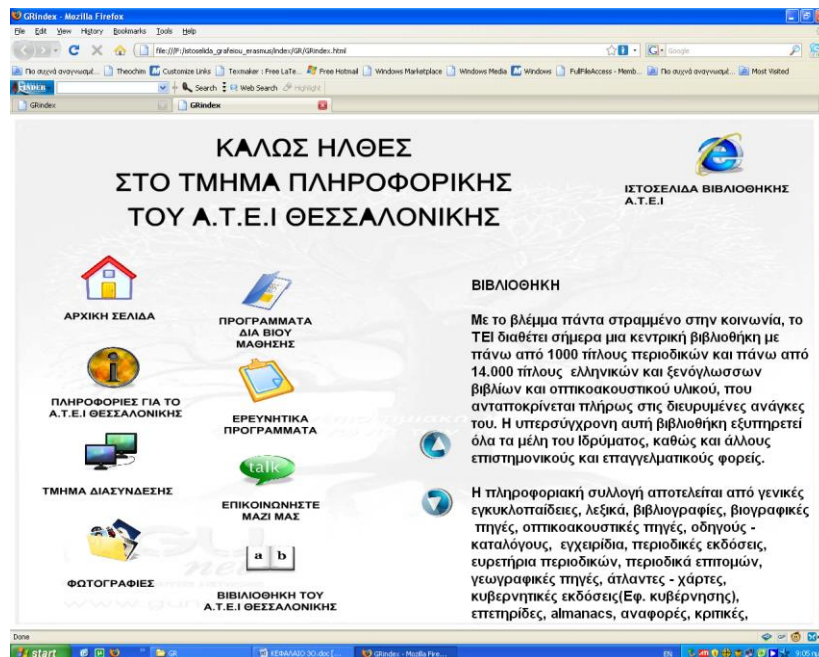 GRindex - Mozilla Firefox
File Edit View History Bookmarks Tools Help
file:///F:/istoselida_grafeiou_erasmus/index/GR/GRindex.html
Google
Πιο συχνά αναγνωσμέ... Theochim Customize Links Texmaker : Free LaTe... Free Hotmail Windows Marketplace Windows Media Windows FullFileAccess - Memb... Πιο συχνά αναγνωσμέ... Most Visited
Search Web Search Highlight
GRindex GRindex
ΚΑΛΩΣ ΗΛΘΕΣ
ΣΤΟ ΤΜΗΜΑ ΠΛΗΡΟΦΟΡΙΚΗΣ
ΤΟΥ Α.Τ.Ε.Ι ΘΕΣΣΑΛΟΝΙΚΗΣ
ΙΣΤΟΣΕΛΙΔΑ ΒΙΒΛΙΟΘΗΚΗΣ
Α.Τ.Ε.Ι
ΑΡΧΙΚΗ ΣΕΛΙΔΑ
ΠΛΗΡΟΦΟΡΙΕΣ ΓΙΑ ΤΟ
Α.Τ.Ε.Ι ΘΕΣΣΑΛΟΝΙΚΗΣ
ΤΜΗΜΑ ΔΙΑΣΥΝΔΕΣΗΣ
ΦΩΤΟΓΡΑΦΙΕΣ
ΠΡΟΓΡΑΜΜΑΤΑ
ΔΙΑ ΒΙΟΥ
ΜΑΘΗΣΗΣ
ΕΡΕΥΝΗΤΙΚΑ
ΠΡΟΓΡΑΜΜΑΤΑ
talk
ΕΠΙΚΟΙΝΩΝΗΣΤΕ
ΜΑΖΙ ΜΑΣ
a b
ΒΙΒΙΛΙΟΘΗΚΗ ΤΟΥ
Α.Τ.Ε.Ι ΘΕΣΣΑΛΟΝΙΚΗΣ
ΒΙΒΛΙΟΘΗΚΗ
Με το βλέμμα πάντα στραμμένο στην κοινωνία, το
ΤΕΙ διαθέτει σήμερα μια κεντρική βιβλιοθήκη με
πάνω από 1000 τίτλους περιοδικών και πάνω από
14.000 τίτλους ελληνικών και ξενόγλωσσων
βιβλίων και οπτικοακουστικού υλικού, που
ανταποκρίνεται πλήρως στις διευρυμένες ανάγκες
του. Η υπερσύγχρονη αυτή βιβλιοθήκη εξυπηρετεί
όλα τα μέλη του Ιδρύματος, καθώς και άλλους
επιστημονικούς και επαγγελματικούς φορείς.
Η πληροφοριακή συλλογή αποτελείται από γενικές
εγκυκλοπαίδειες, λεξικά, βιβλιογραφίες, βιογραφικές
πηγές, οπτικοακουστικές πηγές, οδηγούς -
καταλόγους, εγχειρίδια, περιοδικές εκδόσεις,
ευρετήρια περιοδικών, περιοδικά επιτομών,
γεωγραφικές πηγές, άτλαντες - χάρτες,
κυβερνητικές εκδόσεις(Εφ. κυβέρνησης),
επετηρίδες, almanacs, αναφορές, κριτικές,
Done
start GR ΚΕΦΑΛΑΙΟ 3Ο.doc [... GRindex - Mozilla Fire... EN 9:05 πμ